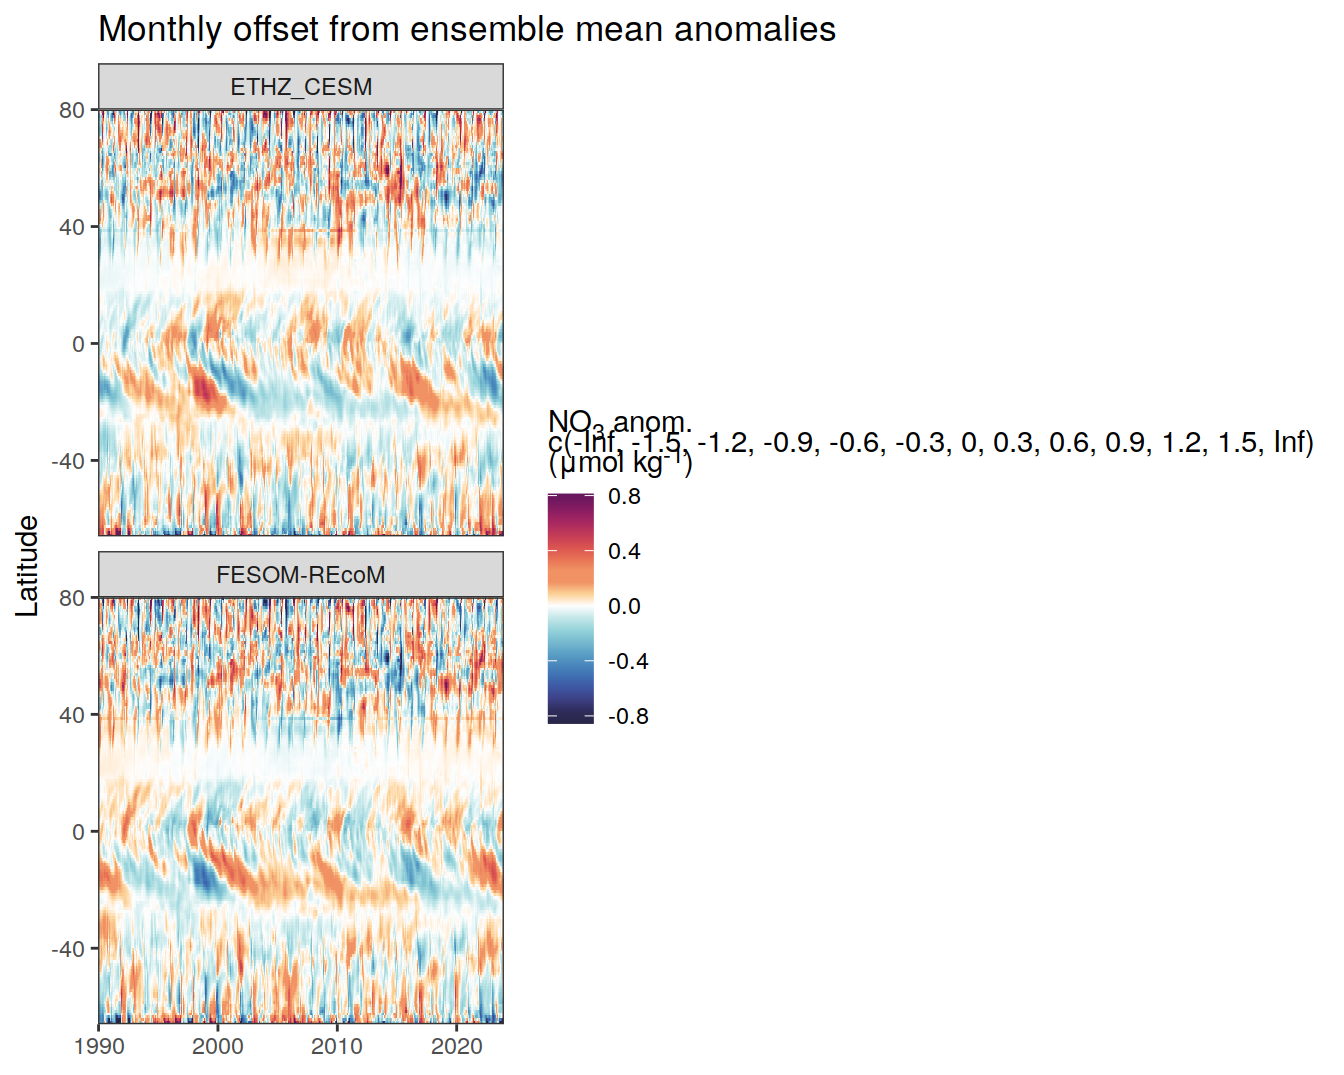 Monthly offset from ensemble mean anomalies
ETHZ_CESM
80
40
0
-40
Latitude
FESOM-REcoM
80
40
0
-40
1990 2000 2010 2020
NO₃ anom.
c(-Inf, -1.5, -1.2, -0.9, -0.6, -0.3, 0, 0.3, 0.6, 0.9, 1.2, 1.5, Inf)
(µmol kg⁻¹)
0.8
0.4
0.0
-0.4
-0.8